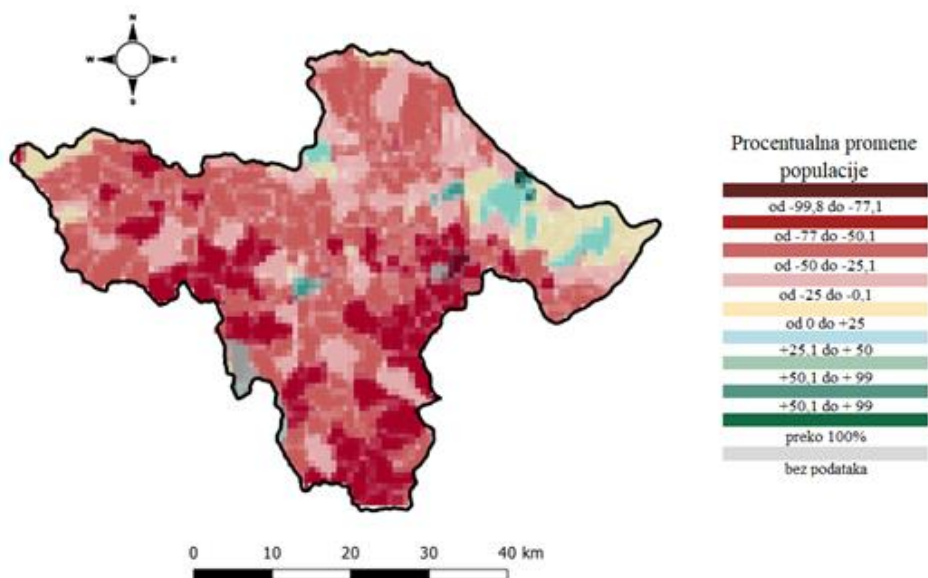 N
W E
S
Procentualna promene
populacije
od -99,8 do -77,1
od -77 do -50,1
od -50 do -25,1
od -25 do -0,1
od 0 do +25
+25.1 do + 50
+50,1 do + 99
+50,1 do + 99
preko 100%
bez podataka
0 10 20 30 40 km